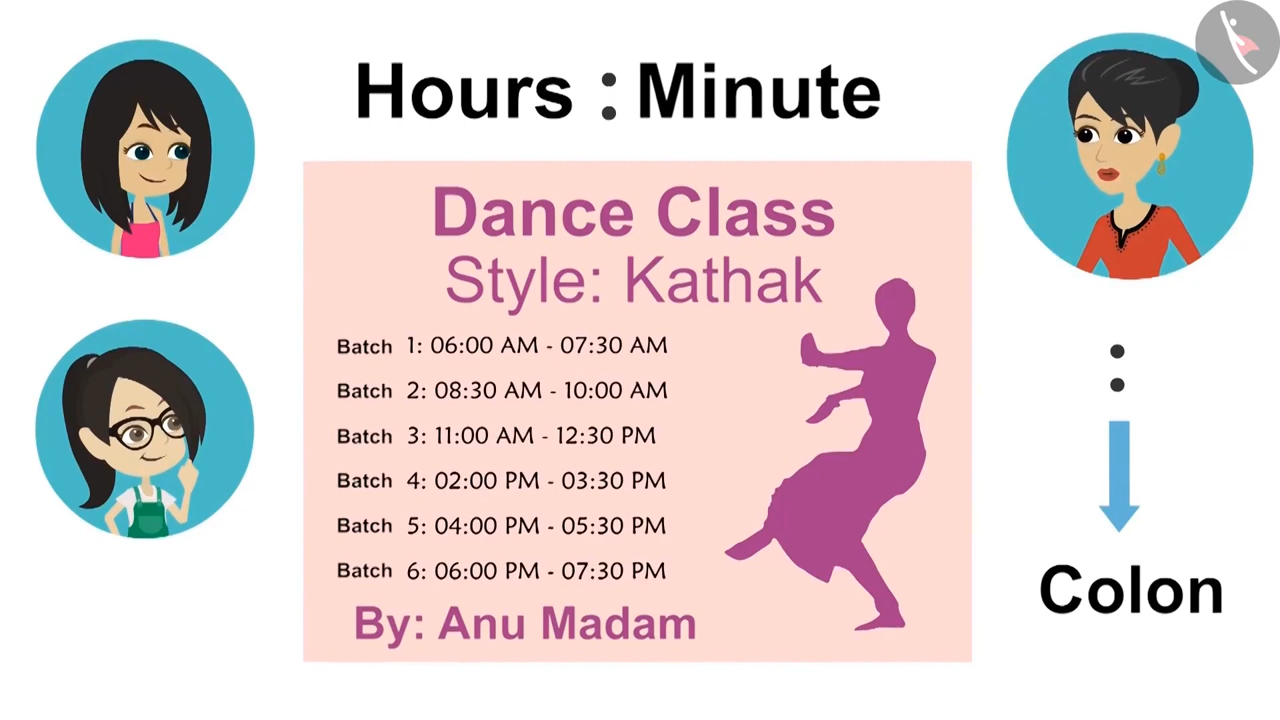 Hours : Minute
Dance Class
Style: Kathak
Batch 1: 06:00 AM - 07:30 AM
Batch 2: 08:30 AM - 10:00 AM
Batch 3: 11:00 AM - 12:30 PM
Batch 4: 02:00 PM - 03:30 PM
Batch 5: 04:00 PM - 05:30 PM
Batch 6: 06:00 PM - 07:30 PM
By: Anu Madam
:
Colon